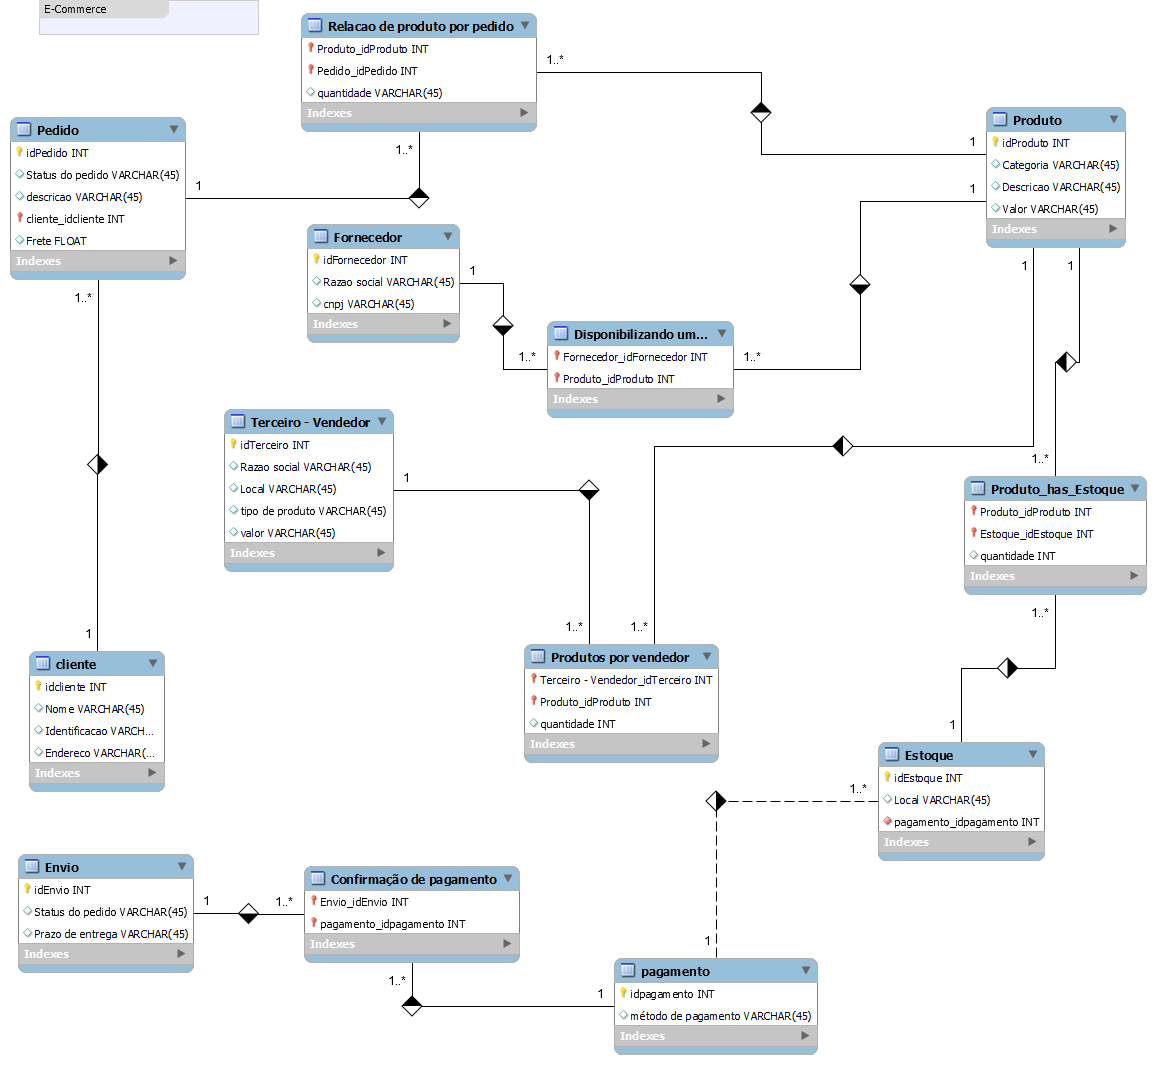 E-Commerce
Relacao de produto por pedido
Produto_idProduto INT
Pedido_idPedido INT
quantidade VARCHAR(45)
Indexes
1..*
1..*
Pedido
idPedido INT
Status do pedido VARCHAR(45)
descricao VARCHAR(45)
cliente_idcliente INT
Frete FLOAT
Indexes
1
1..*
Produto
idProduto INT
Categoria VARCHAR(45)
Descricao VARCHAR(45)
Valor VARCHAR(45)
Indexes
1
1
1
1
Fornecedor
idFornecedor INT
Razao social VARCHAR(45)
cnpj VARCHAR(45)
Indexes
1
1..*
Disponibilizando um...
Fornecedor_idFornecedor INT
Produto_idProduto INT
Indexes
1..*
Terceiro - Vendedor
idTerceiro INT
Razao social VARCHAR(45)
Local VARCHAR(45)
tipo de produto VARCHAR(45)
valor VARCHAR(45)
Indexes
1
1..*
Produto_has_Estoque
Produto_idProduto INT
Estoque_idEstoque INT
quantidade INT
Indexes
1..*
1..*
1..*
Produtos por vendedor
Terceiro - Vendedor_idTerceiro INT
Produto_idProduto INT
quantidade INT
Indexes
1
cliente
idcliente INT
Nome VARCHAR(45)
Identificacao VARCH...
Endereco VARCHAR(...
Indexes
1
Estoque
idEstoque INT
Local VARCHAR(45)
pagamento_idpagamento INT
Indexes
1..*
Envio
idEnvio INT
Status do pedido VARCHAR(45)
Prazo de entrega VARCHAR(45)
Indexes
1
1..*
Confirmação de pagamento
Envio_idEnvio INT
pagamento_idpagamento INT
Indexes
1..*
1
1
pagamento
idpagamento INT
método de pagamento VARCHAR(45)
Indexes